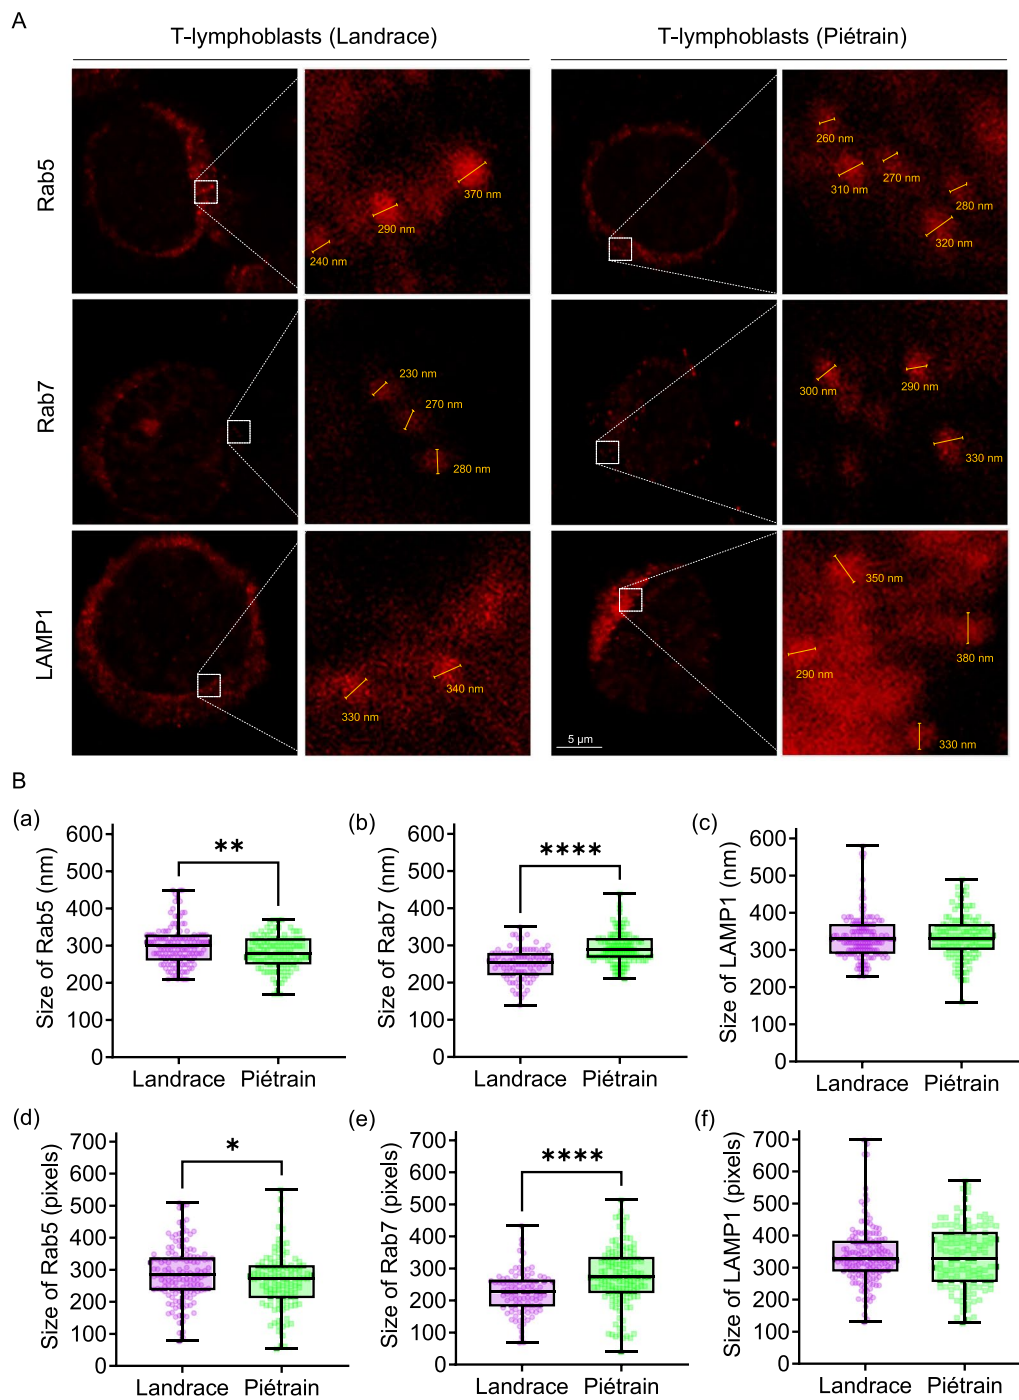 A
T-lymphoblasts (Landrace)
T-lymphoblasts (Piétrain)
Rab5
370 nm
290 nm
240 nm
260 nm
310 nm
270 nm
280 nm
320 nm
Rab7
230 nm
270 nm
280 nm
300 nm
290 nm
330 nm
LAMP1
330 nm
340 nm
5 µm
350 nm
380 nm
290 nm
330 nm
B
(a)
Size of Rab5 (nm)
600
500
400
300
200
100
0
**
Landrace
Piétrain
(b)
Size of Rab7 (nm)
600
500
400
300
200
100
0
****
Landrace
Piétrain
(c)
Size of LAMP1 (nm)
600
500
400
300
200
100
0
Landrace
Piétrain
(d)
Size of Rab5 (pixels)
700
600
500
400
300
200
100
0
*
Landrace
Piétrain
(e)
Size of Rab7 (pixels)
700
600
500
400
300
200
100
0
****
Landrace
Piétrain
(f)
Size of LAMP1 (pixels)
700
600
500
400
300
200
100
0
Landrace
Piétrain